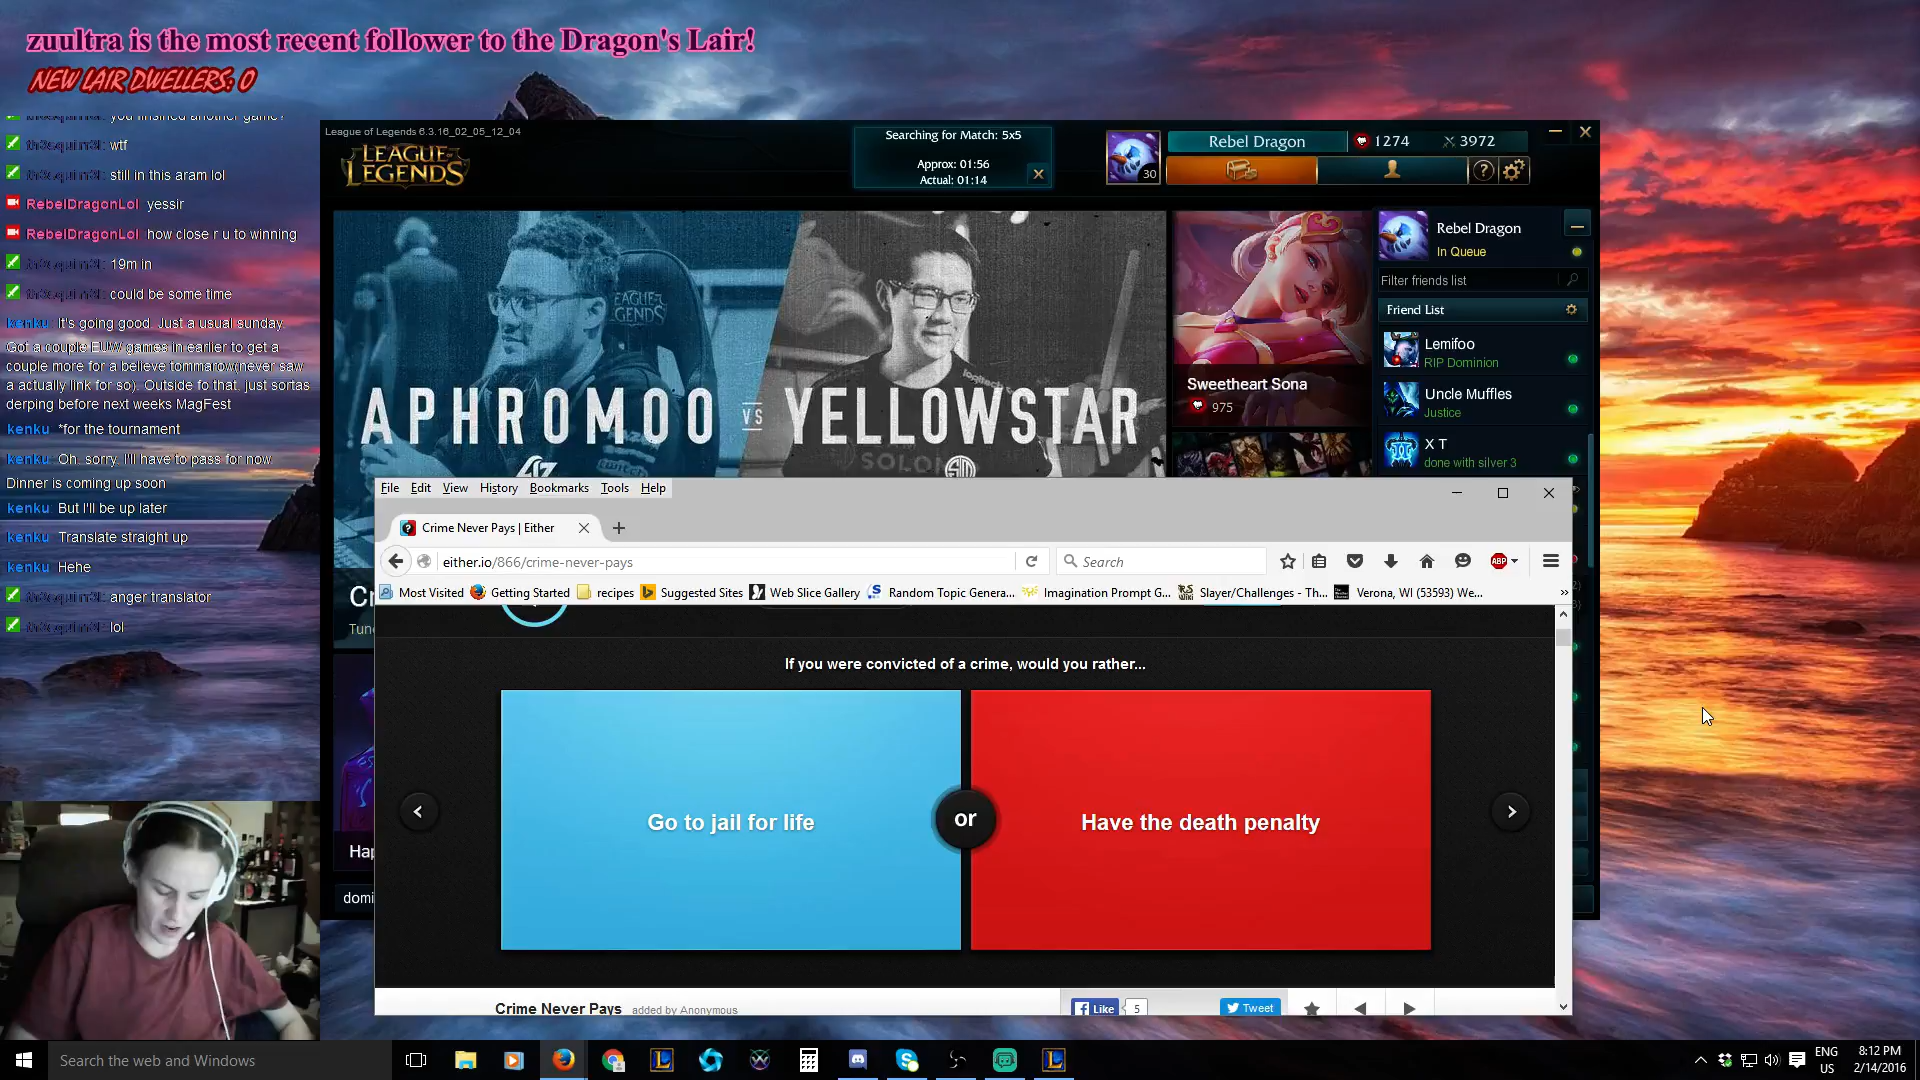 zuultra is the most recent follower to the Dragon's Lair!
NEW LAIR DWELLERS: 0
wtf
still in this aram lol
RebelDragonLol yessir
RebelDragonLol how close r u to winning
19m in
could be some time
kenku: It's going good. Just a usual sunday.
Got a couple EUW games in earlier to get a
couple more for a believe tommarow(never saw
a actually link for so). Outside fo that, just sortas
derping before next weeks MagFest
kenku: *for the tournament
kenku: Oh. sorry. I'll have to pass for now.
Dinner is coming up soon
kenku: But I'll be up later
kenku: Translate straight up
kenku: Hehe
anger translator
lol
League of Legends 6.3.16_02_05_12_04
LEAGUE OF LEGENDS
Searching for Match: 5x5
Approx: 01:56
Actual: 01:14
30
Rebel Dragon
1274
3972
?
APHROMOO VS YELLOWSTAR
Sweetheart Sona
975
Rebel Dragon
In Queue
Filter friends list
Friend List
Lemifoo
RIP Dominion
Uncle Muffles
Justice
X T
done with silver 3
Cr
Tune
Hap
domi
File Edit View History Bookmarks Tools Help
Crime Never Pays | Either
either.io/866/crime-never-pays
Search
ABP
Most Visited Getting Started recipes Suggested Sites Web Slice Gallery Random Topic Genera... Imagination Prompt G... Slayer/Challenges - Th... Verona, WI (53593) We...
If you were convicted of a crime, would you rather...
Go to jail for life
or
Have the death penalty
Crime Never Pays added by Anonymous
Like 5
Tweet
Search the web and Windows
ENG
US
8:12 PM
2/14/2016